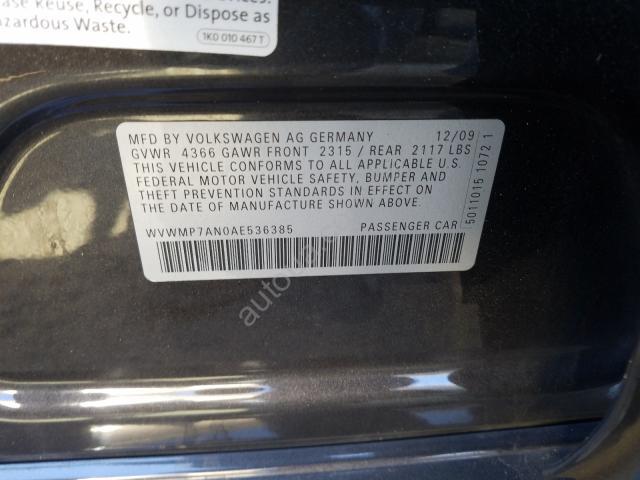 Reuse, Recycle, or Dispose as
Hazardous Waste.
1K0 010 467 T
MFD BY VOLKSWAGEN AG GERMANY 12/09
GVWR 4366 GAWR FRONT 2315 / REAR 2117 LBS
THIS VEHICLE CONFORMS TO ALL APPLICABLE U.S.
FEDERAL MOTOR VEHICLE SAFETY, BUMPER AND
THEFT PREVENTION STANDARDS IN EFFECT ON
THE DATE OF MANUFACTURE SHOWN ABOVE.
WVWMP7AN0AE536385 PASSENGER CAR
5011015 1072 1